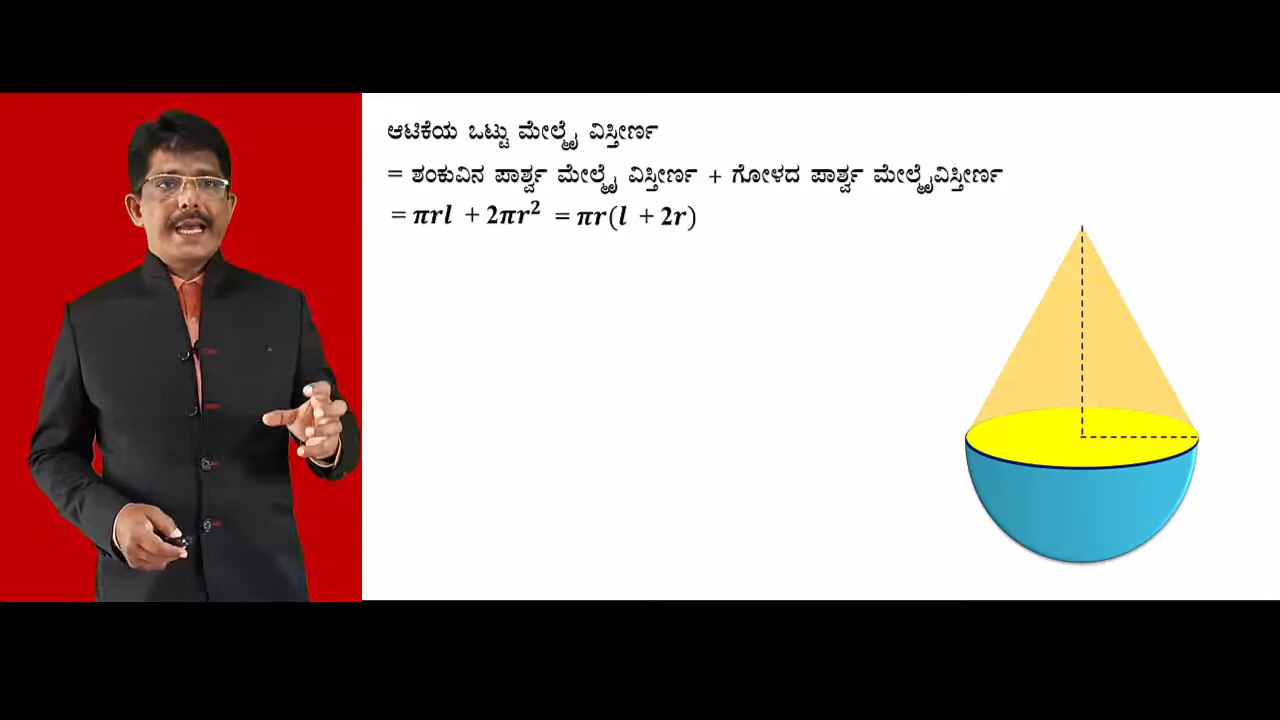 ಆಟಿಕೆಯ ಒಟ್ಟು ಮೇಲ್ಮೈ ವಿಸ್ತೀರ್ಣ
= ಶಂಕುವಿನ ಪಾರ್ಶ್ವ ಮೇಲ್ಮೈ ವಿಸ್ತೀರ್ಣ + ಗೋಳದ ಪಾರ್ಶ್ವ ಮೇಲ್ಮೈವಿಸ್ತೀರ್ಣ
= πrl + 2πr² = πr(l + 2r)